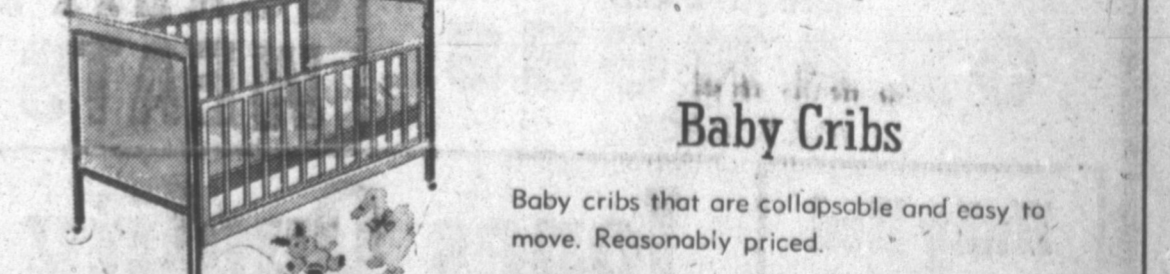 Baby Cribs
Baby cribs that are collapsable and easy to
move. Reasonably priced.